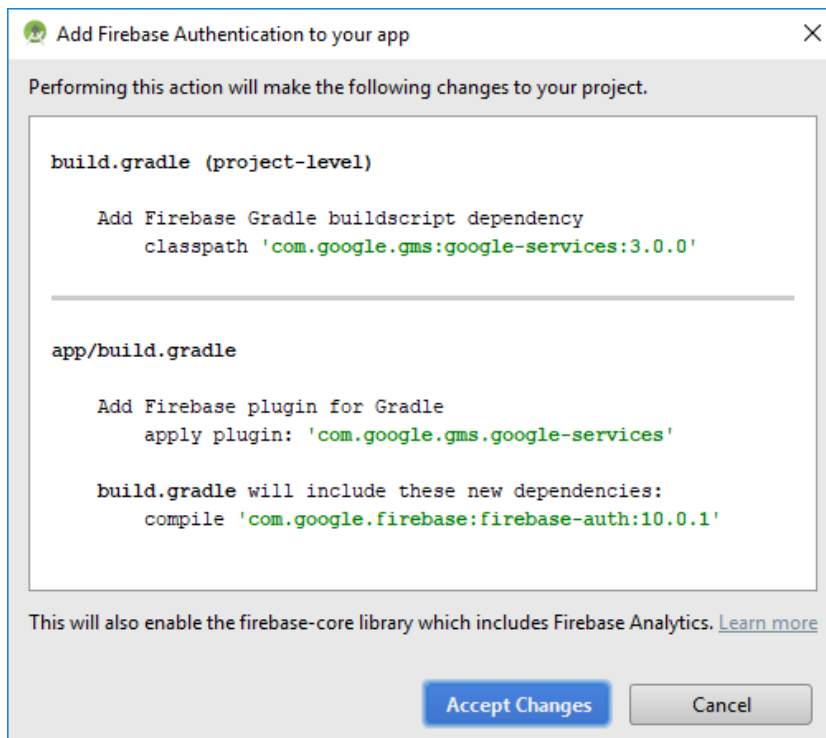 Add Firebase Authentication to your app
Performing this action will make the following changes to your project.
build.gradle (project-level)
Add Firebase Gradle buildscript dependency
classpath 'com.google.gms:google-services:3.0.0'
app/build.gradle
Add Firebase plugin for Gradle
apply plugin: 'com.google.gms.google-services'
build.gradle will include these new dependencies:
compile 'com.google.firebase:firebase-auth:10.0.1'
This will also enable the firebase-core library which includes Firebase Analytics. Learn more
Accept Changes
Cancel